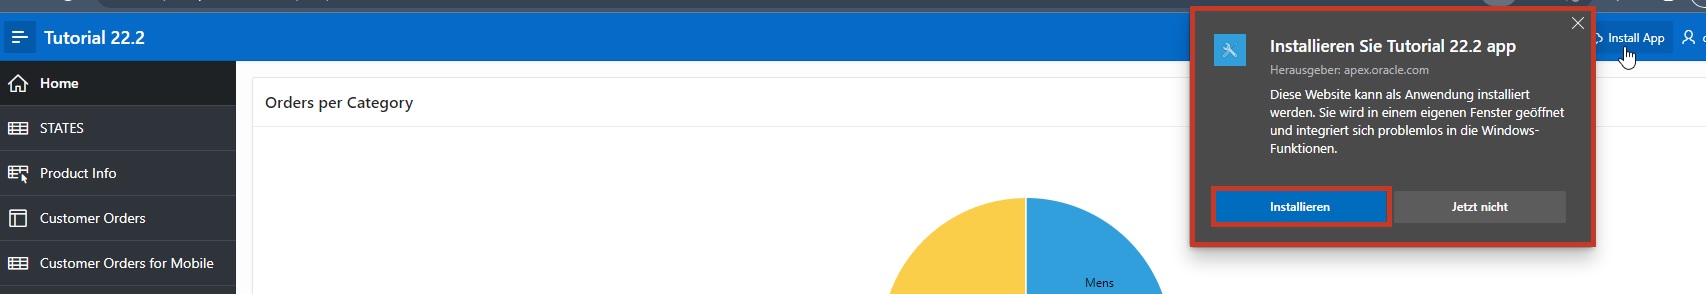 Tutorial 22.2
Install App
Home
STATES
Product Info
Customer Orders
Customer Orders for Mobile
Orders per Category
Mens
Installieren Sie Tutorial 22.2 app
Herausgeber: apex.oracle.com
Diese Website kann als Anwendung installiert
werden. Sie wird in einem eigenen Fenster geöffnet
und integriert sich problemlos in die Windows-
Funktionen.
Installieren
Jetzt nicht